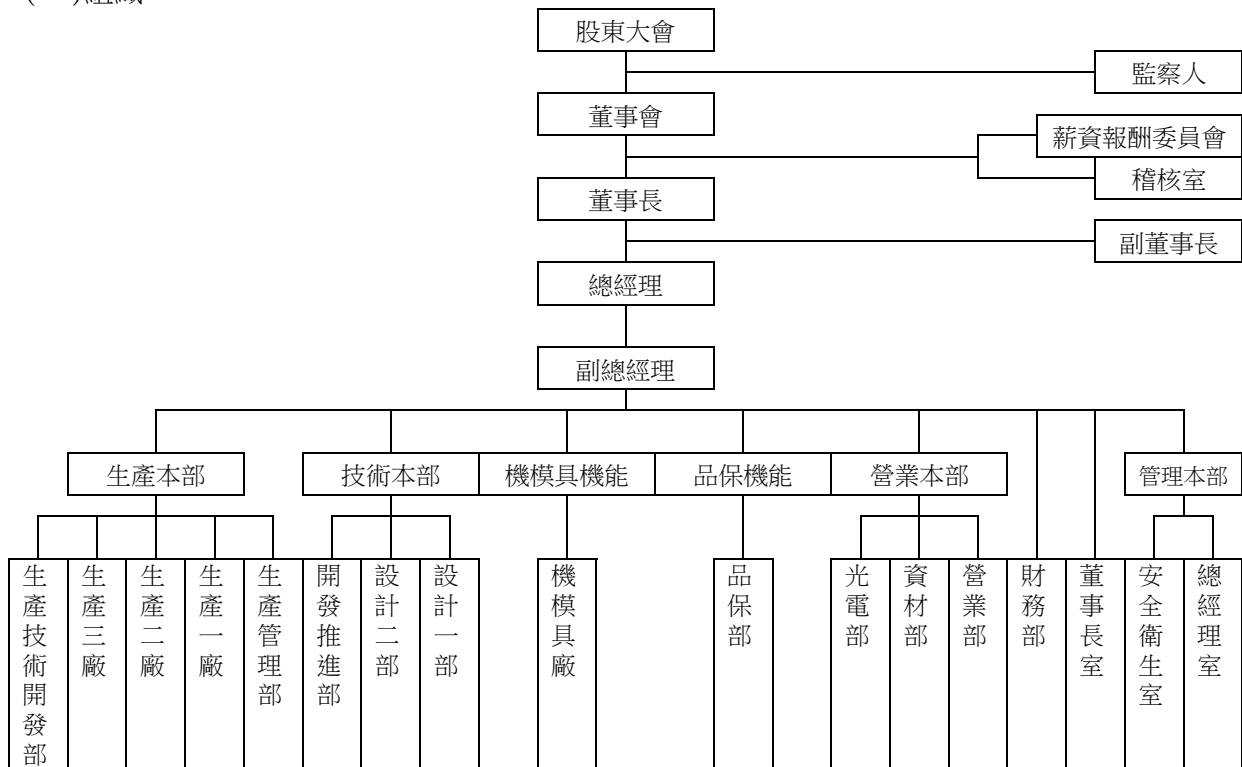 股東大會
監察人
董事會
薪資報酬委員會
稽核室
董事長
副董事長
總經理
副總經理
生產本部
技術本部
機模具機能
品保機能
營業本部
管理本部
生產技術開發部
生產三廠
生產二廠
生產一廠
生產管理部
開發推進部
設計二部
設計一部
機模具廠
品保部
光電部
資材部
營業部
財務部
董事長室
安全衛生室
總經理室